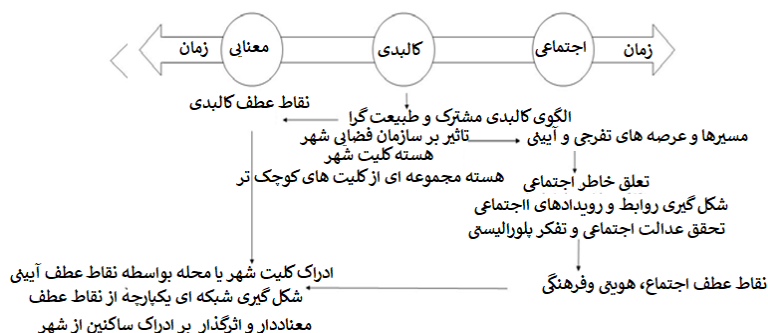 زمان
اجتماعی
کالبدی
معنایی
زمان
نقاط عطف کالبدی
الگوی کالبدی مشترک و طبیعت گرا
تاثیر بر سازمان فضایی شهر
هسته کلیت شهر
هسته مجموعه ای از کلیت های کوچک تر
مسیرها و عرصه های تفرجی و آیینی
تعلق خاطر اجتماعی
شکل گیری روابط و رویدادهای ااجتماعی
تحقق عدالت اجتماعی و تفکر پلورالیستی
نقاط عطف اجتماع، هویتی وفرهنگی
ادراک کلیت شهر یا محله بواسطه نقاط عطف آیینی
شکل گیری شبکه ای یکپارچهٔ از نقاط عطف
معناددار و اثرگذار بر ادراک ساکنین از شهر